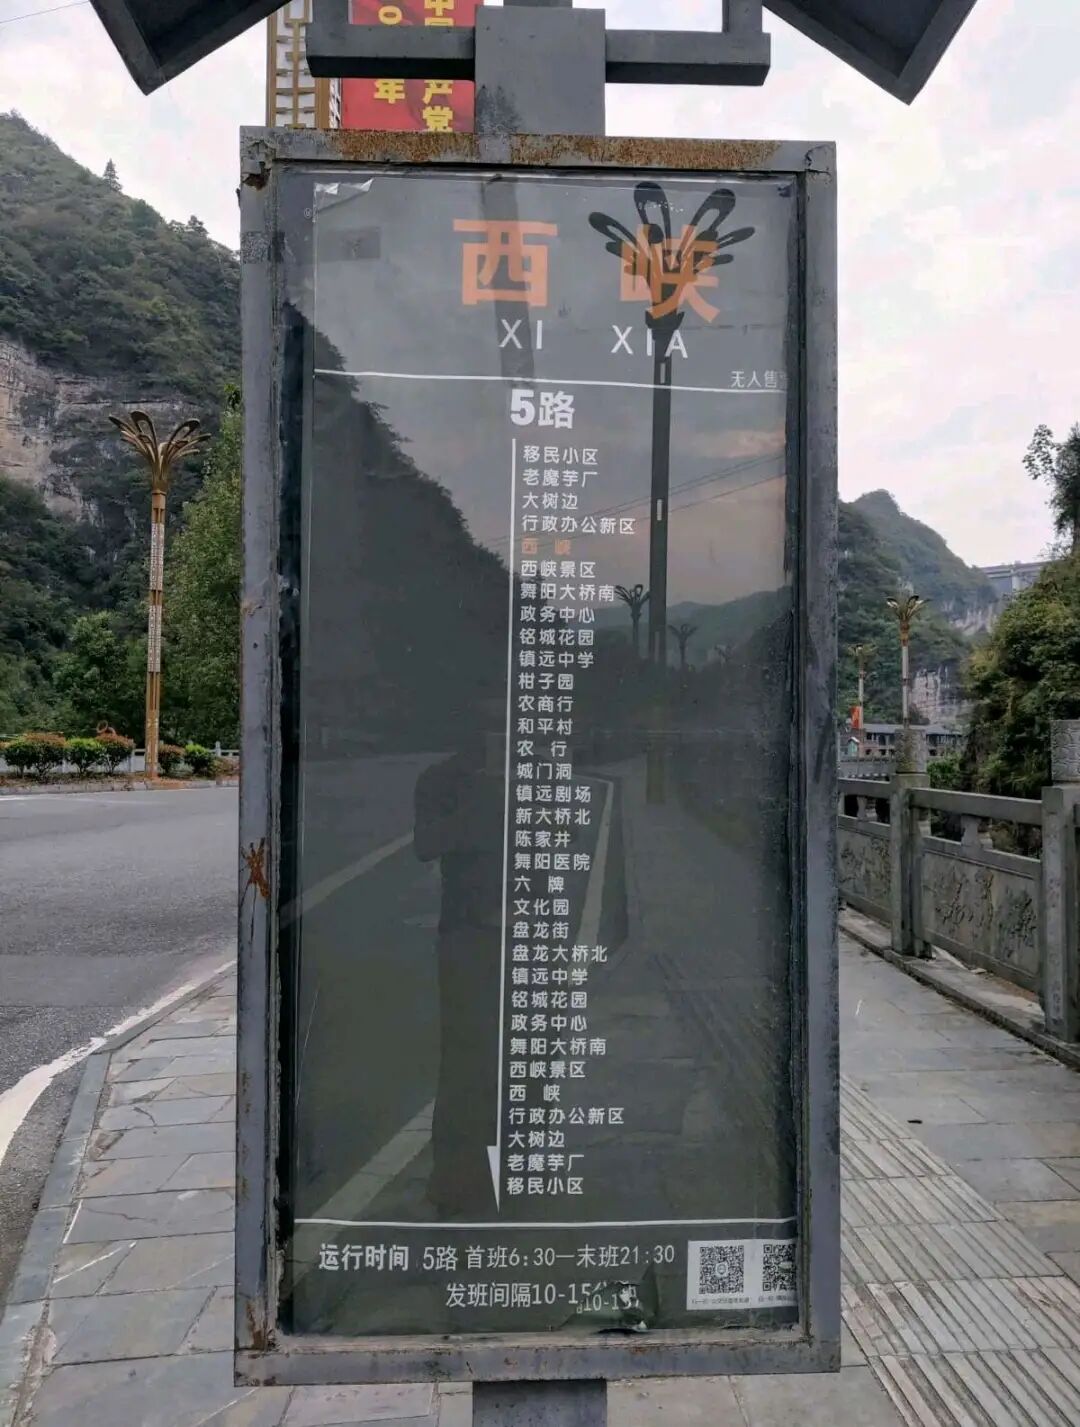 中国
产党
0年
西 峡
XI XIA
无人售
5路
移民小区
老魔芋厂
大树边
行政办公新区
西 峡
西峡景区
舞阳大桥南
政务中心
铭城花园
镇远中学
柑子园
农商行
和平村
农 行
城门洞
镇远剧场
新大桥北
陈家井
舞阳医院
六 牌
文化园
盘龙街
盘龙大桥北
镇远中学
铭城花园
政务中心
舞阳大桥南
西峡景区
西 峡
行政办公新区
大树边
老魔芋厂
移民小区
运行时间 5路 首班6:30—末班21:30
发班间隔10-15
10-15